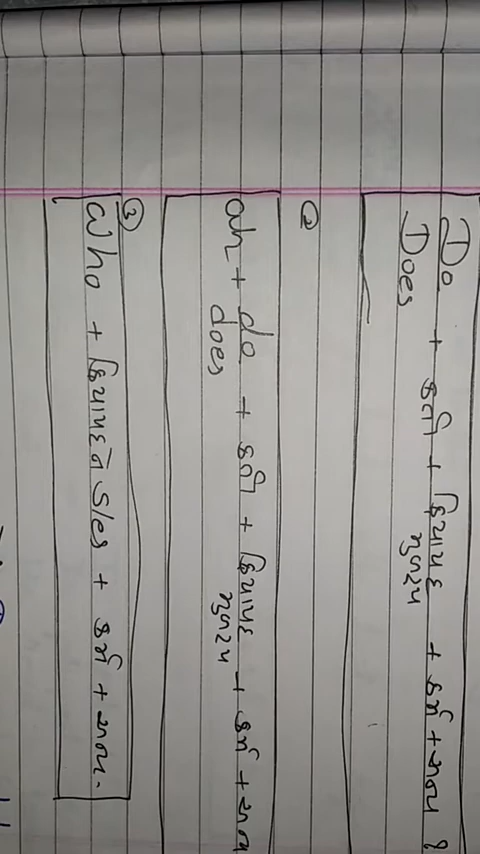 Do + કર્તા + ક્રિયાપદ + કર્મ + અન્ય ?
Does મૂળરૂપ
②
wh + do + કર્તા + ક્રિયાપદ + કર્મ + અન્ય
does મૂળરૂપ
③
Who + ક્રિયાપદને s/es + કર્મ + અન્ય.